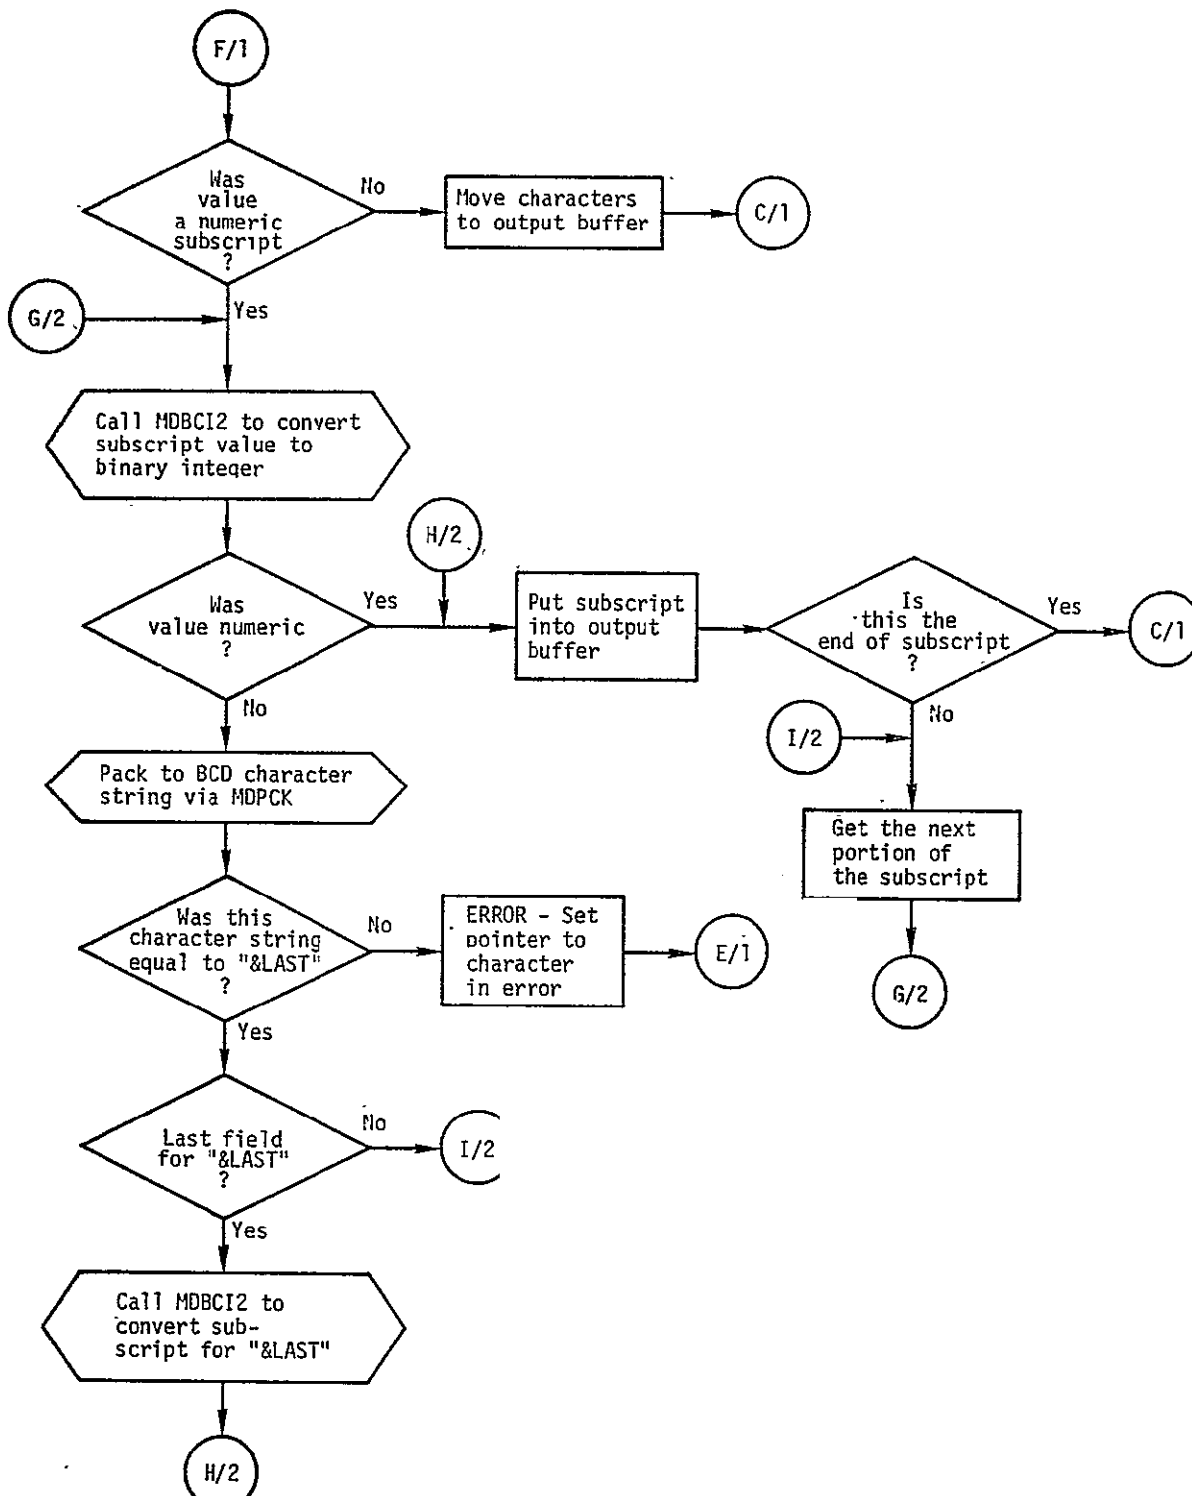 F/1
Was
value
a numeric
subscript
?
No
Move characters
to output buffer
C/1
Yes
G/2
Call MDBCI2 to convert
subscript value to
binary integer
H/2
Was
value numeric
?
Yes
Put subscript
into output
buffer
Is
this the
end of subscript
?
Yes
C/1
No
No
I/2
Pack to BCD character
string via MDPCK
Get the next
portion of
the subscript
G/2
Was this
character string
equal to "&LAST"
?
No
ERROR - Set
pointer to
character
in error
E/1
Yes
Last field
for "&LAST"
?
No
I/2
Yes
Call MDBCI2 to
convert sub-
script for "&LAST"
H/2